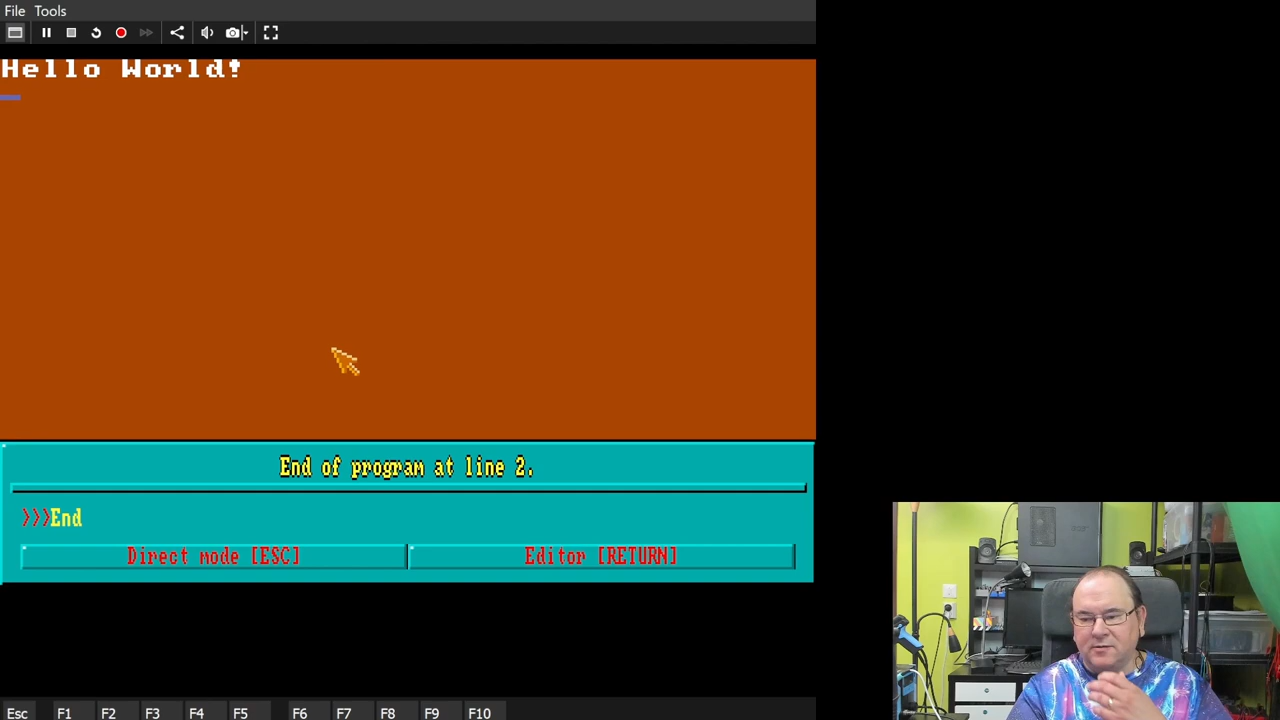 File Tools
Hello World!
End of program at line 2.
>>>End
Direct mode [ESC] Editor [RETURN]
Esc F1 F2 F3 F4 F5 F6 F7 F8 F9 F10